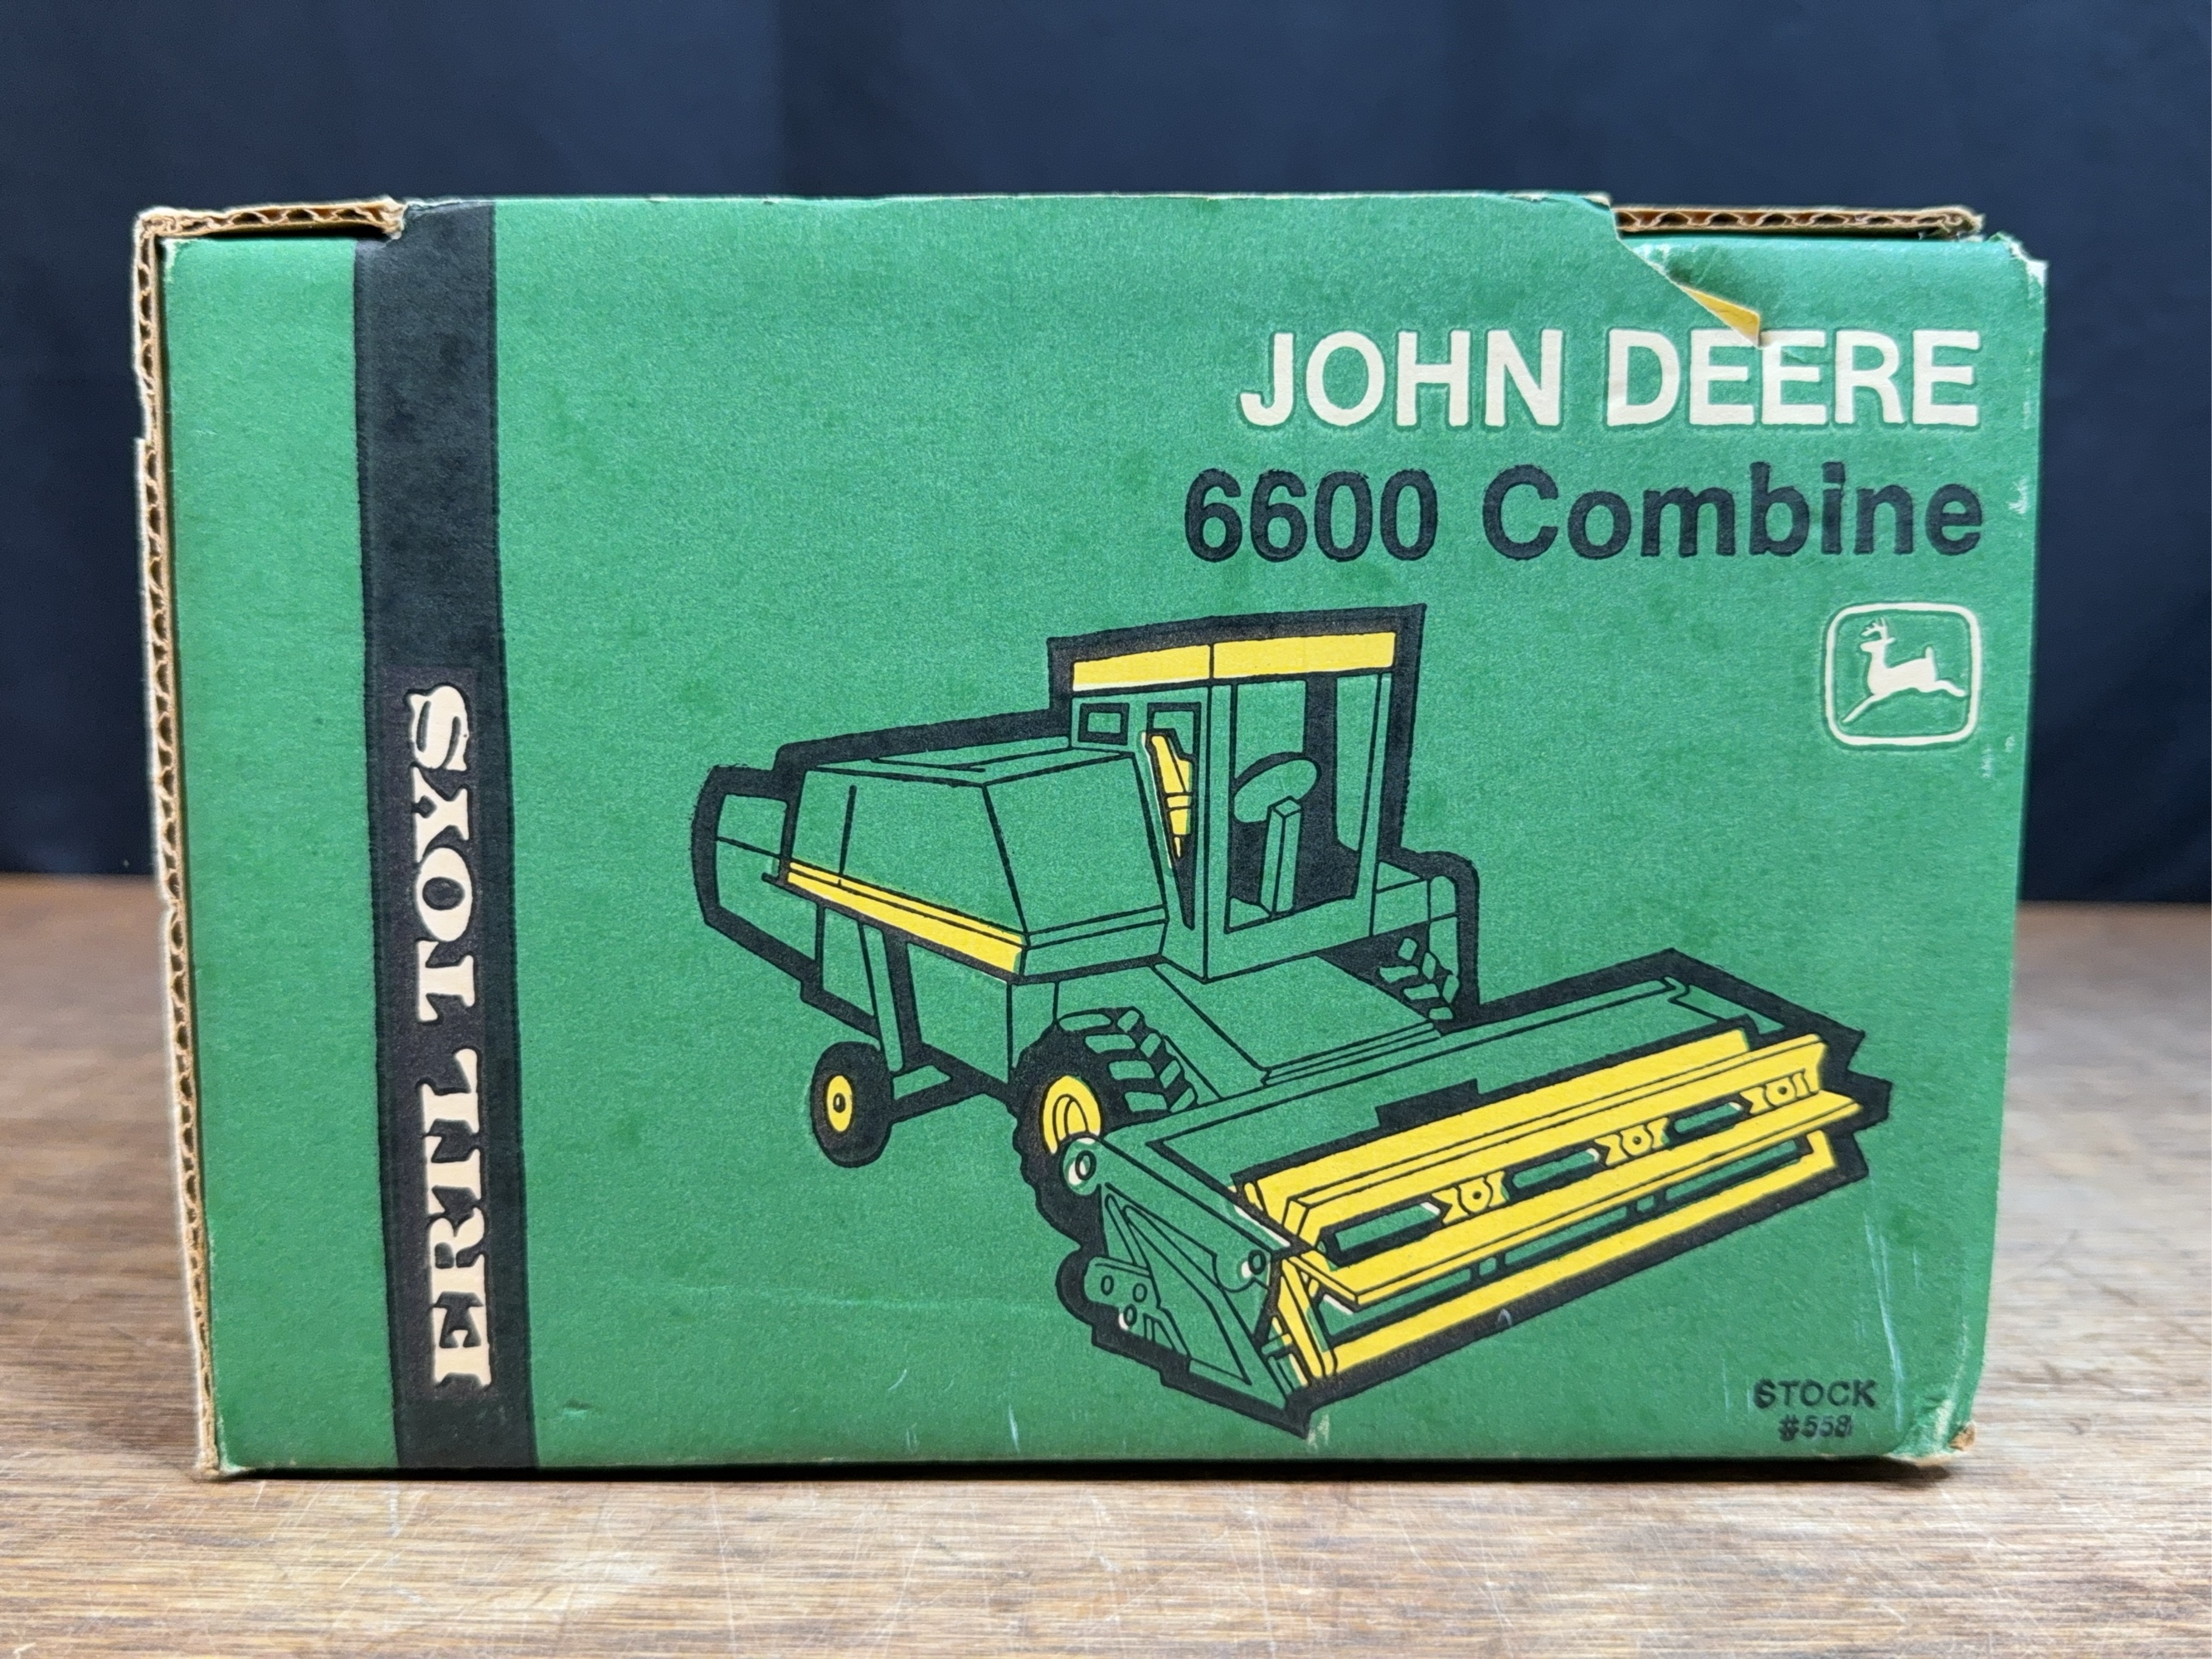 JOHN DEERE
6600 Combine
ERTL TOYS
STOCK
#558